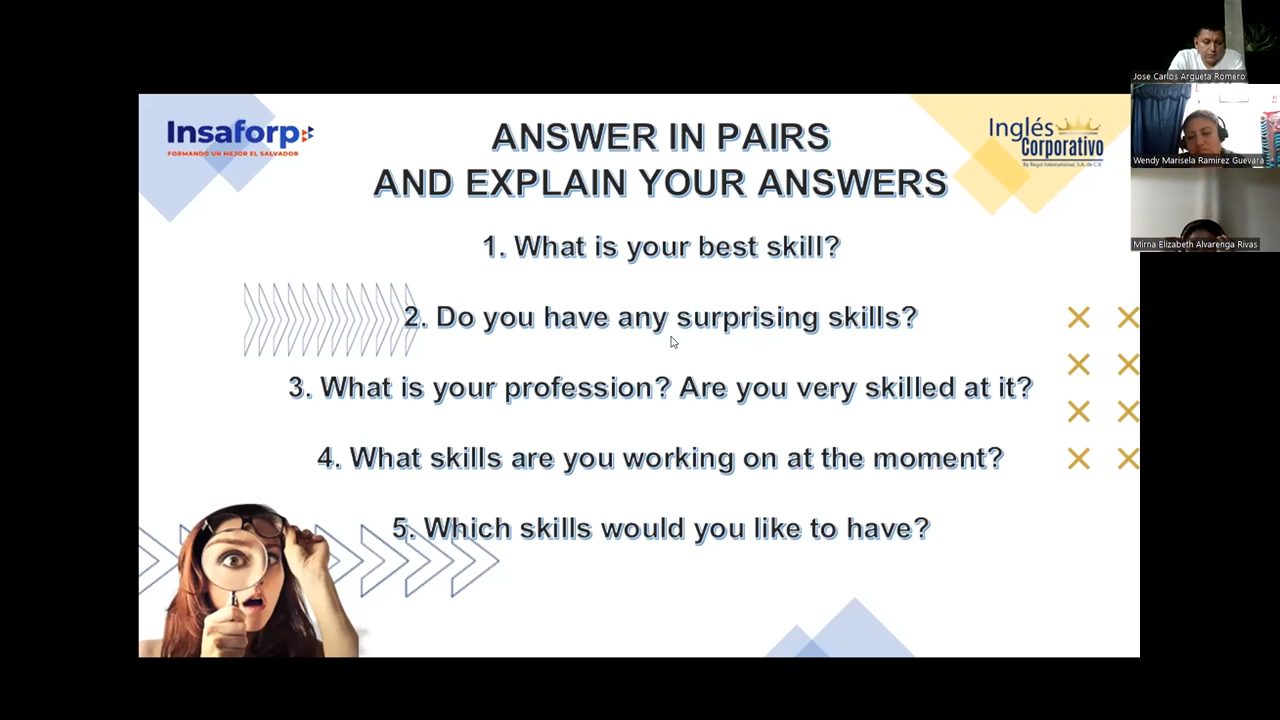 Insaforp
FORMANDO UN MEJOR EL SALVADOR
ANSWER IN PAIRS
AND EXPLAIN YOUR ANSWERS
Inglés
Corporativo
By Regal International, S.A. de C.V.
1. What is your best skill?
2. Do you have any surprising skills?
3. What is your profession? Are you very skilled at it?
4. What skills are you working on at the moment?
5. Which skills would you like to have?
Jose Carlos Argueta Romero
Wendy Marisela Ramirez Guevara
Mirna Elizabeth Alvarenga Rivas